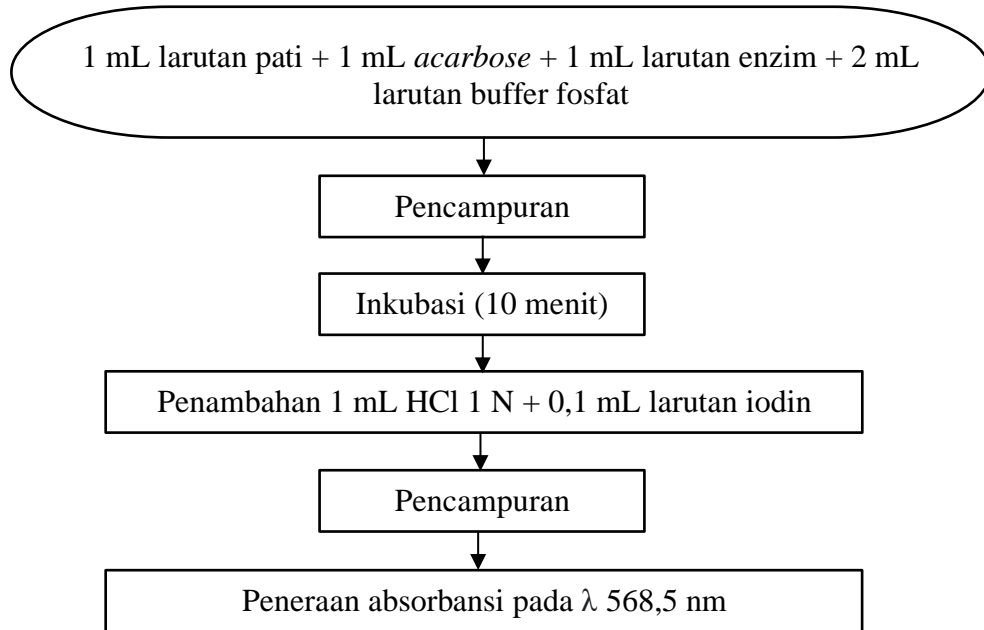 1 mL larutan pati + 1 mL acarbose + 1 mL larutan enzim + 2 mL
larutan buffer fosfat
Pencampuran
Inkubasi (10 menit)
Penambahan 1 mL HCl 1 N + 0,1 mL larutan iodin
Pencampuran
Peneraan absorbansi pada λ 568,5 nm